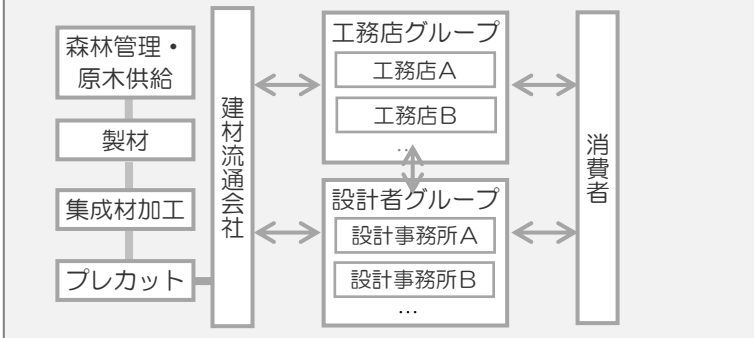 森林管理・
原木供給
製材
集成材加工
プレカット
建材流通会社
工務店グループ
工務店A
工務店B
…
設計者グループ
設計事務所A
設計事務所B
…
消費者